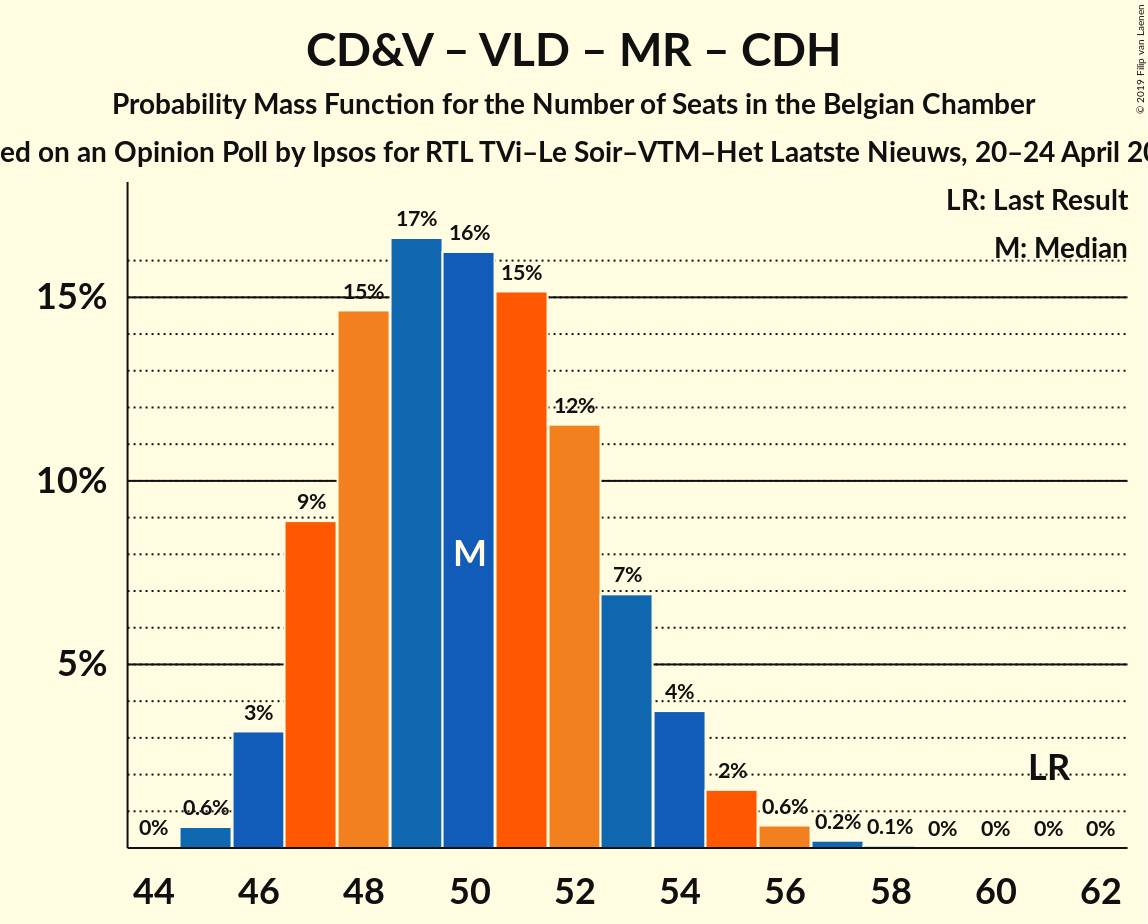 CD&V – VLD – MR – CDH
Probability Mass Function for the Number of Seats in the Belgian Chamber
on an Opinion Poll by Ipsos for RTL TVi–Le Soir–VTM–Het Laatste Nieuws, 20–24 April
© 2019 Filip van Laenen
LR: Last Result
M: Median
17%
16%
15%
15%
15%
12%
10%
9%
M
7%
5%
4%
3%
2%
LR
0% 0.6% 0.6% 0.2% 0.1% 0% 0% 0% 0%
44 46 48 50 52 54 56 58 60 62